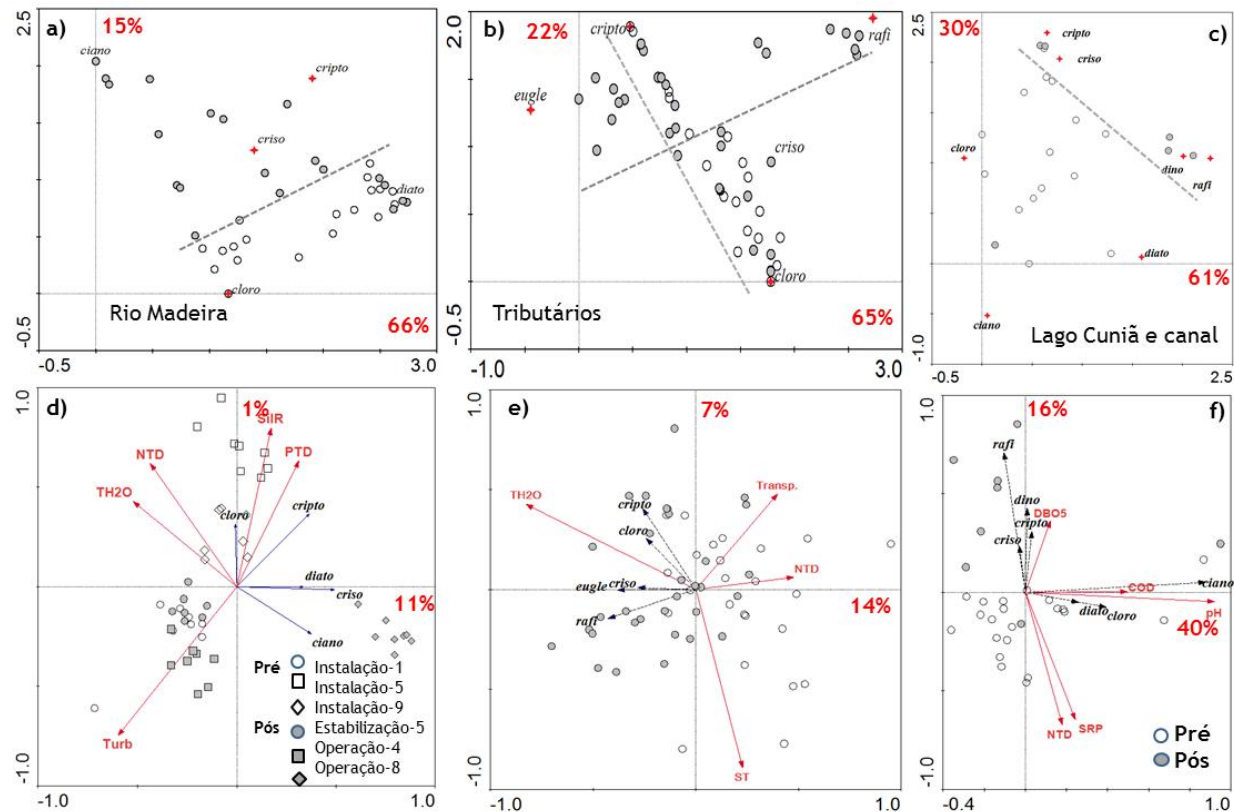 a)
15%
2.5
ciano
cripto
criso
diato
cloro
Rio Madeira
66%
-0.5
-0.5
3.0
b)
22%
2.0
cripto
rafi
eugle
criso
cloro
Tributários
65%
-0.5
-1.0
3.0
c)
30%
2.5
cripto
criso
cloro
dino
rafi
diato
61%
ciano
Lago Cuniã e canal
-1.0
-0.5
2.5
d)
1%
1.0
SilR
NTD
PTD
TH2O
cloro
cripto
diato
criso
11%
ciano
Turb
Pré
Instalação-1
Instalação-5
Instalação-9
Pós
Estabilização-5
Operação-4
Operação-8
-1.0
-1.0
1.0
e)
7%
1.0
TH2O
Transp.
cripto
cloro
NTD
eugle
criso
14%
rafi
ST
-1.0
-1.0
1.0
f)
16%
1.0
rafi
dino
DBO5
cripto
criso
ciano
COD
diato
cloro
pH
40%
NTD
SRP
Pré
Pós
-1.0
-0.4
1.0